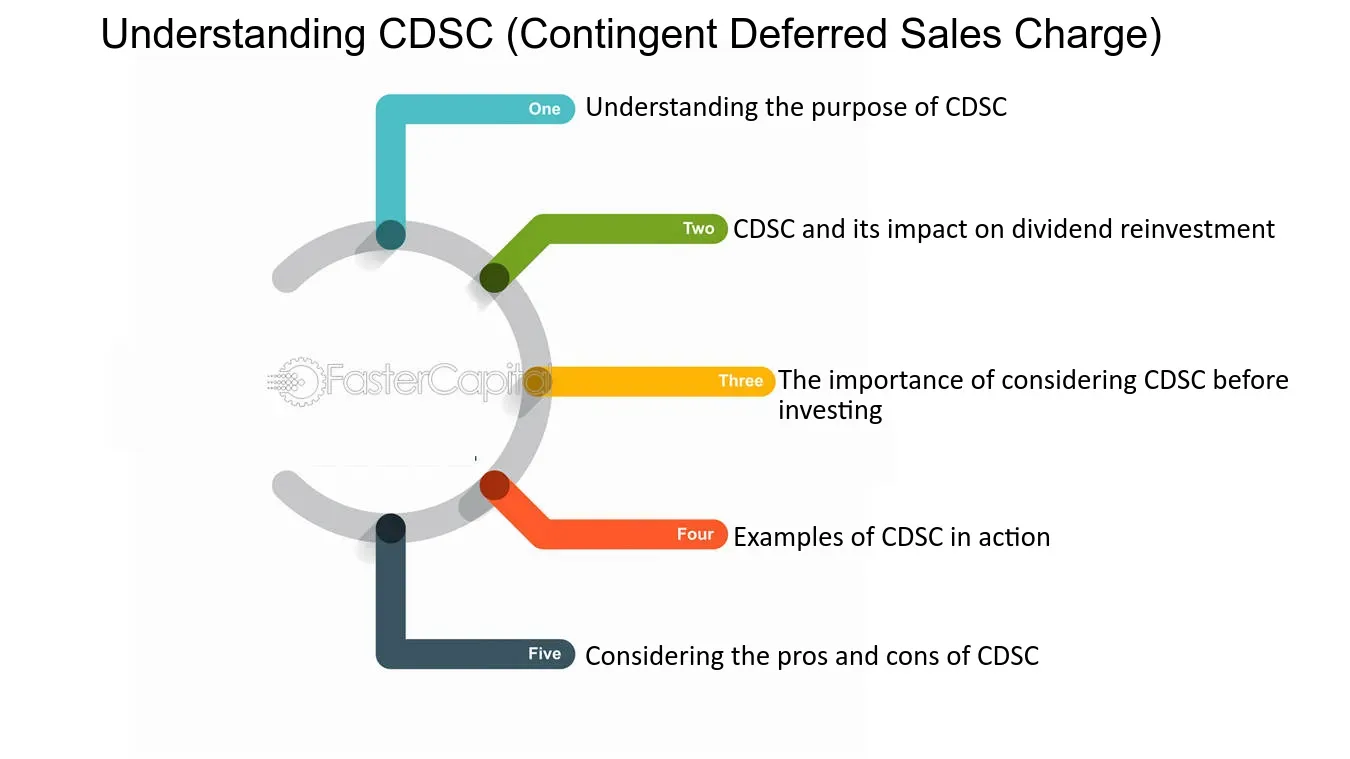 Understanding CDSC (Contingent Deferred Sales Charge)
One Understanding the purpose of CDSC
Two CDSC and its impact on dividend reinvestment
FasterCapital
Three The importance of considering CDSC before
investing
Four Examples of CDSC in action
Five Considering the pros and cons of CDSC